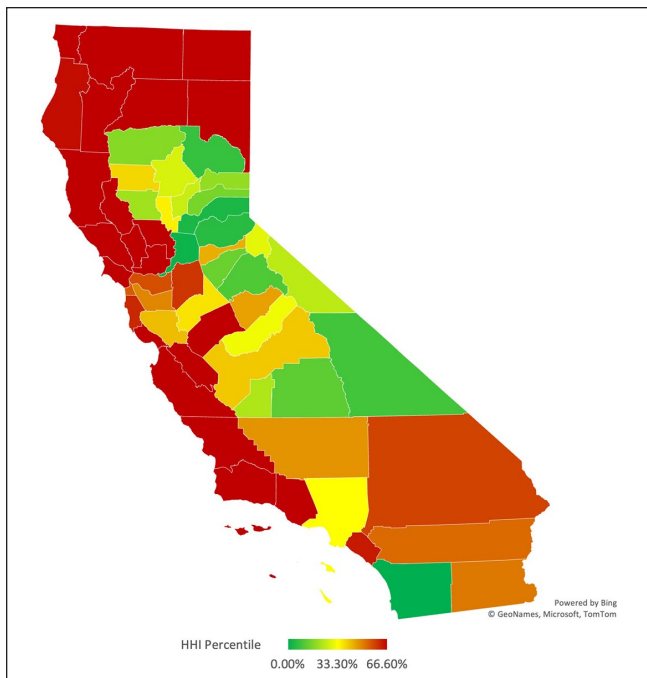 Powered by Bing
© GeoNames, Microsoft, TomTom
HHI Percentile
0.00% 33.30% 66.60%